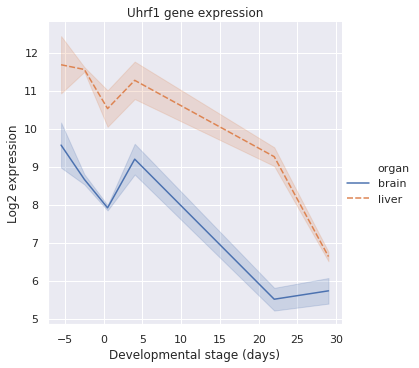 Uhrf1 gene expression
Log2 expression
12
11
10
9
8
7
6
5
−5
0
5
10
15
20
25
30
Developmental stage (days)
organ
brain
liver